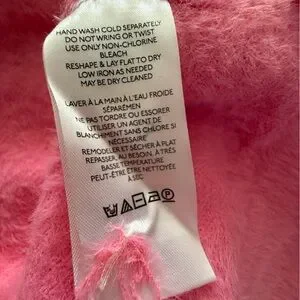 HAND WASH COLD SEPARATELY
DO NOT WRING OR TWIST
USE ONLY NON-CHLORINE
BLEACH
RESHAPE & LAY FLAT TO DRY
LOW IRON AS NEEDED
MAY BE DRY CLEANED
LAVER À LA MAIN À L'EAU FROIDE
SÉPARÉMEN
NE PAS TORDRE OU ESSORER
UTILISER UN AGENT DE
BLANCHIMENT SANS CHLORE SI
NÉCESSAIRE
REMODELER ET SÉCHER À PLAT
REPASSER, AU BESOIN, À TRÈS
BASSE TEMPÉRATURE
PEUT-ÊTRE ÊTRE NETTOYÉE
À SEC